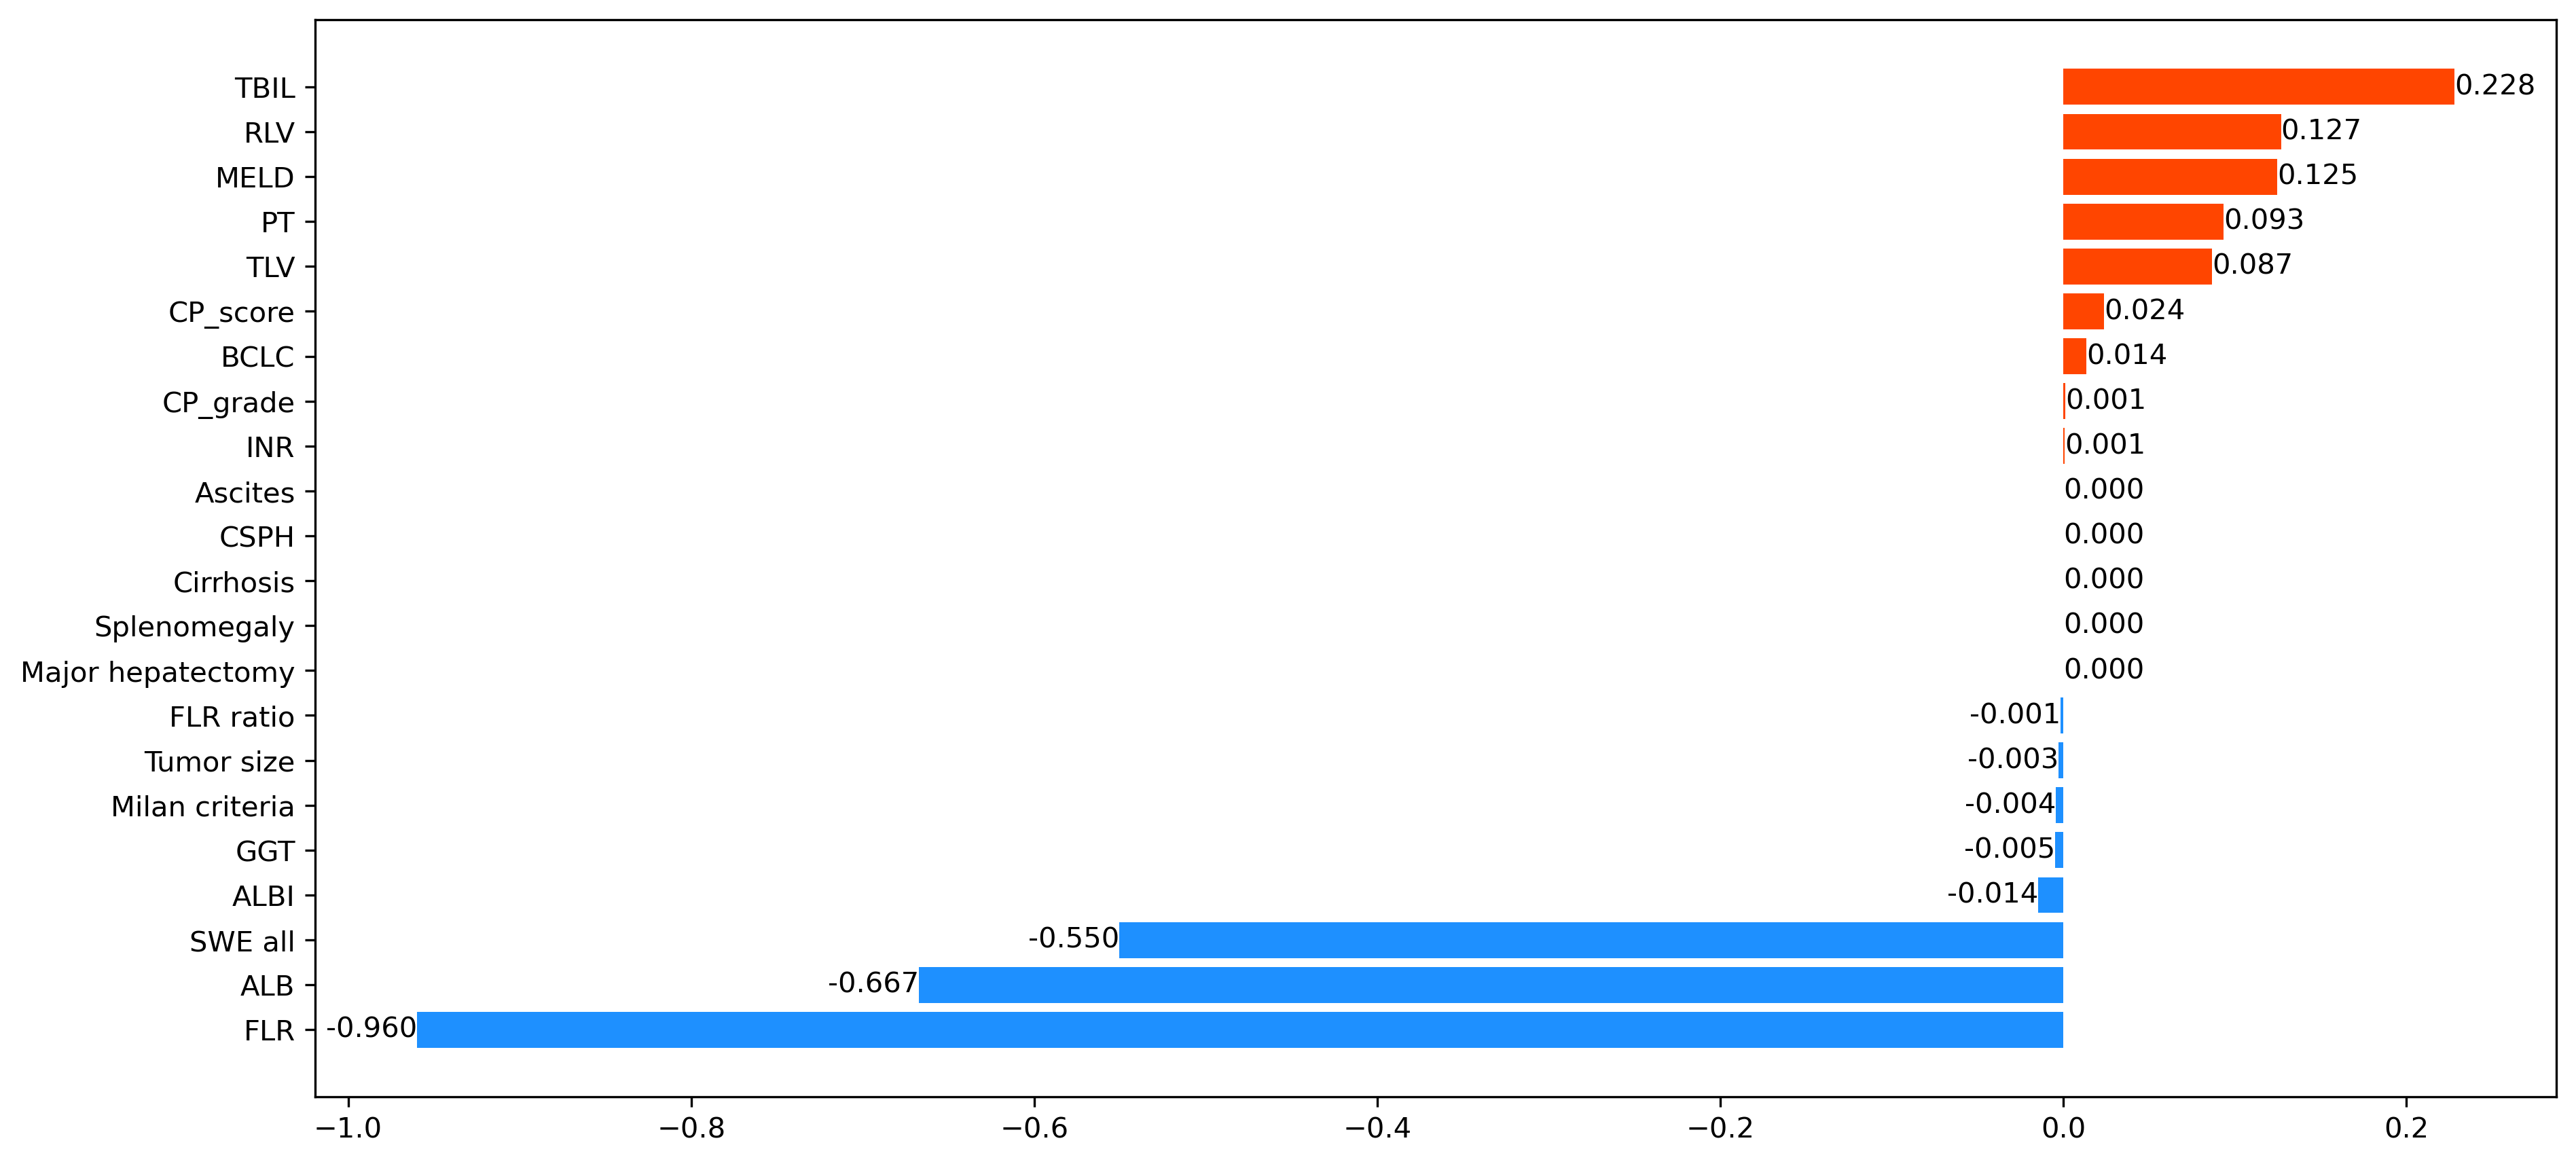 TBIL 0.228
RLV 0.127
MELD 0.125
PT 0.093
TLV 0.087
CP_score 0.024
BCLC 0.014
CP_grade 0.001
INR 0.001
Ascites 0.000
CSPH 0.000
Cirrhosis 0.000
Splenomegaly 0.000
Major hepatectomy 0.000
FLR ratio -0.001
Tumor size -0.003
Milan criteria -0.004
GGT -0.005
ALBI -0.014
SWE all -0.550
ALB -0.667
FLR -0.960
−1.0 −0.8 −0.6 −0.4 −0.2 0.0 0.2